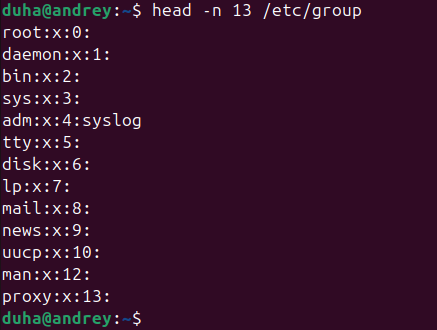 duha@andrey:~$ head -n 13 /etc/group
root:x:0:
daemon:x:1:
bin:x:2:
sys:x:3:
adm:x:4:syslog
tty:x:5:
disk:x:6:
lp:x:7:
mail:x:8:
news:x:9:
uucp:x:10:
man:x:12:
proxy:x:13:
duha@andrey:~$